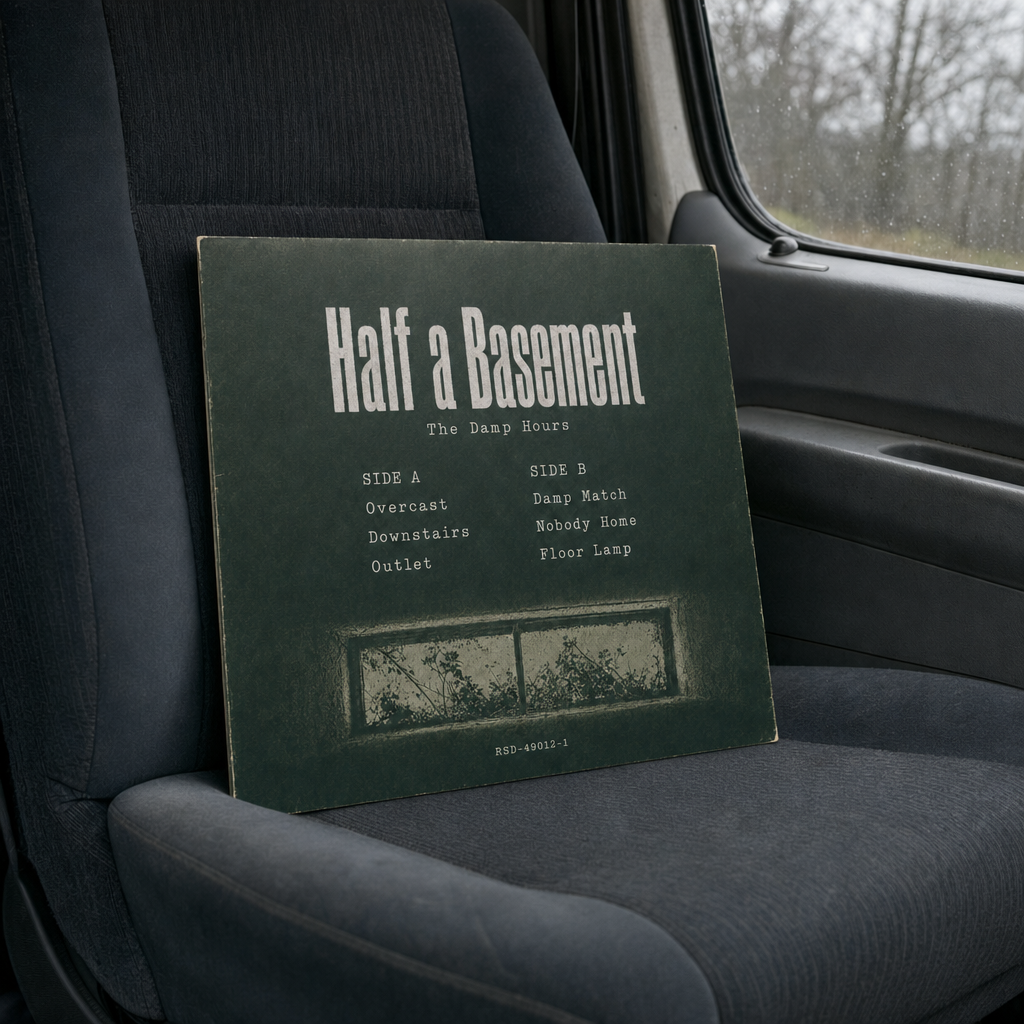 Half a Basement
The Damp Hours
SIDE A
Overcast
Downstairs
Outlet
SIDE B
Damp Match
Nobody Home
Floor Lamp
RSD-49012-1